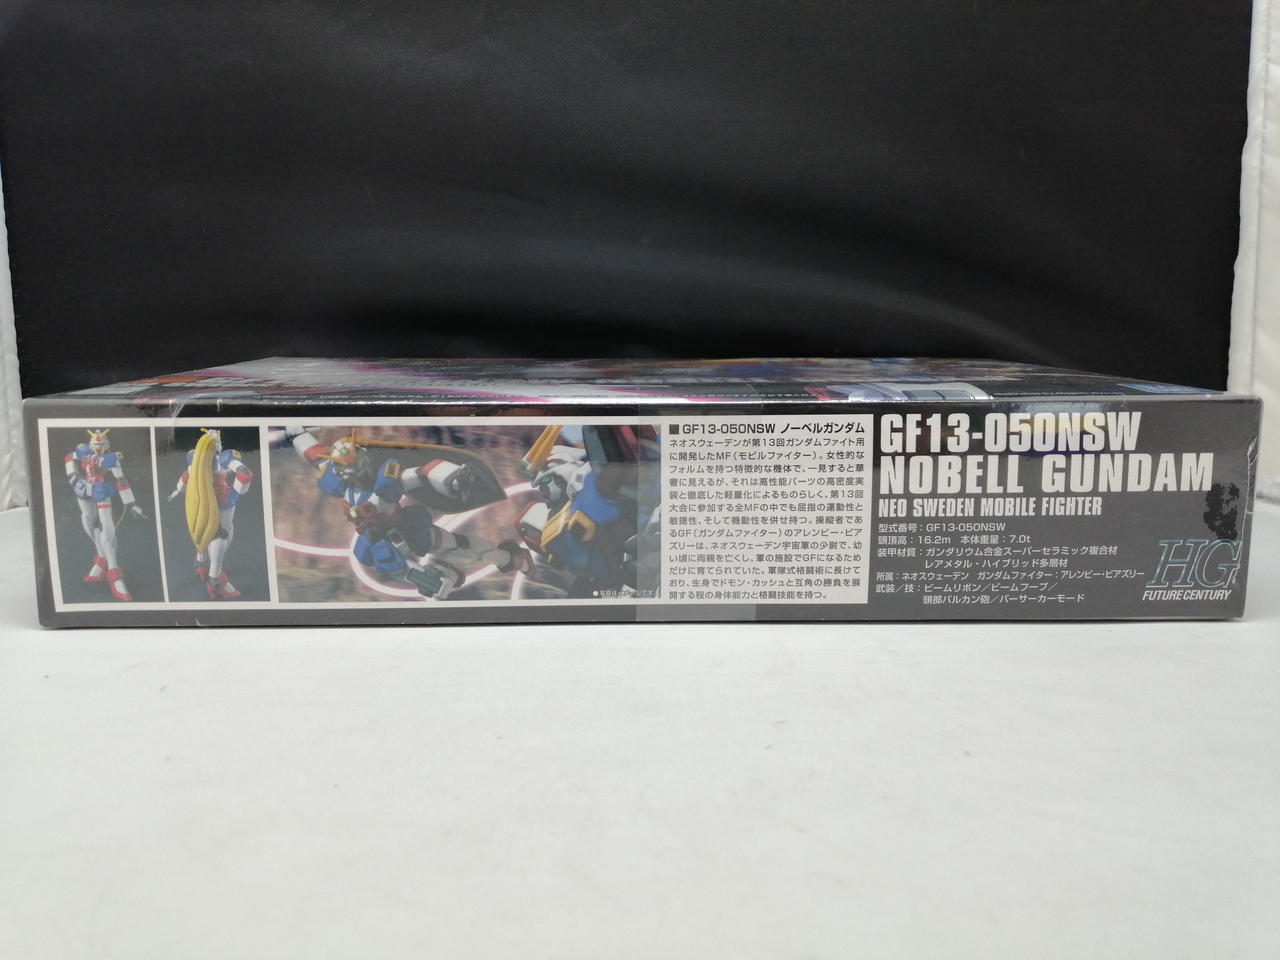 ■GF13-050NSW ノーベルガンダム
ネオスウェーデンが第13回ガンダムファイト用
に開発したMF(モビルファイター)。女性的な
フォルムを持つ特徴的な機体で、一見すると華
奢に見えるが、それは高性能パーツの高密度実
装と徹底した軽量化によるものらしく、第13回
大会に参加する全MFの中でも屈指の運動性と
敏捷性、そして機動性を併せ持つ。操縦者であ
るGF(ガンダムファイター)のアレンビー・ビア
ズリーは、ネオスウェーデン宇宙軍の少尉で、幼
い頃に両親を亡くし、軍の施設でGFになるため
だけに育てられていた。軍隊式格闘術に長けて
おり、生身でドモン・カッシュと互角の勝負を展
開する程の身体能力と格闘技能を持つ。
GF13-050NSW
NOBELL GUNDAM
NEO SWEDEN MOBILE FIGHTER
型式番号：GF13-050NSW
頭頂高：16.2m 本体重量：7.0t
装甲材質：ガンダリウム合金スーパーセラミック複合材
レアメタル・ハイブリッド多層材
所属：ネオスウェーデン ガンダムファイター：アレンビー・ビアズリー
武装／技：ビームリボン／ビームフープ／
頭部バルカン砲／バーサーカーモード
HG
FUTURE CENTURY